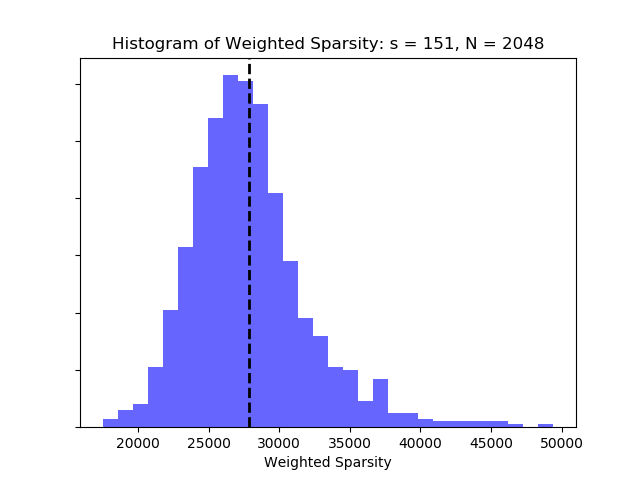 Histogram of Weighted Sparsity: s = 151, N = 2048
20000 25000 30000 35000 40000 45000 50000
Weighted Sparsity